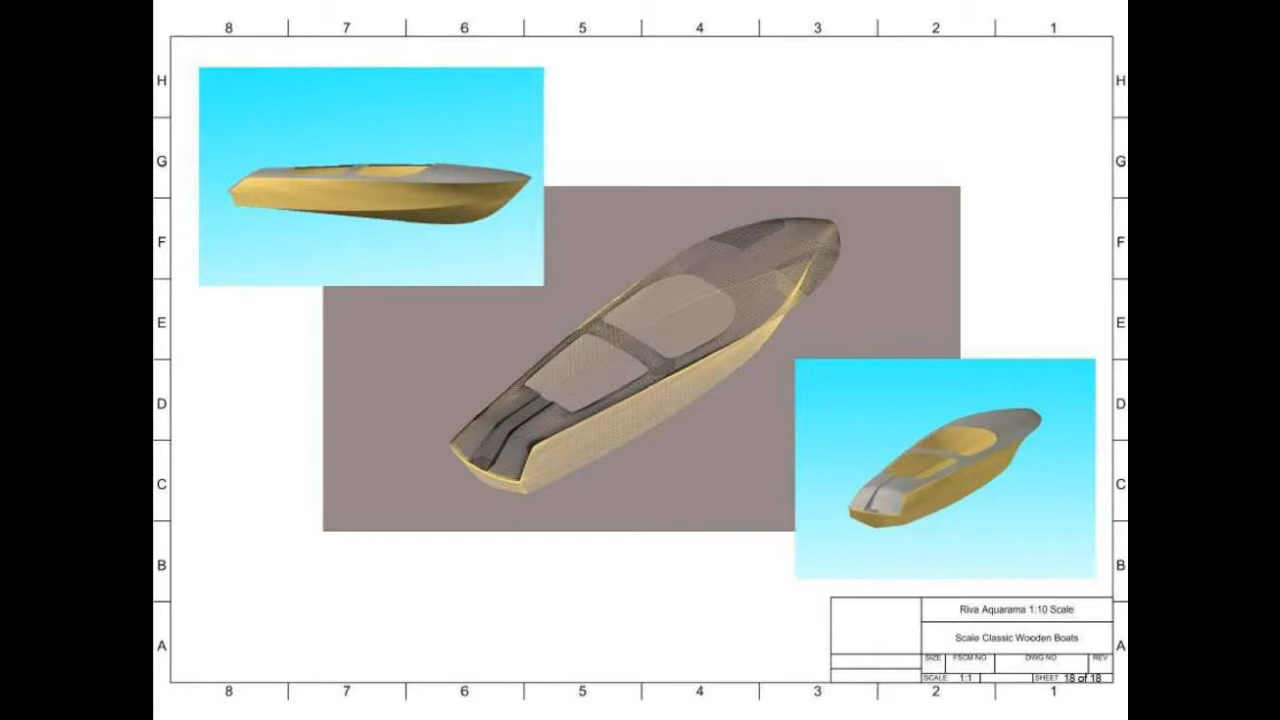 8 7 6 5 4 3 2 1
H H
G G
F F
E E
D D
C C
B B
Riva Aquarama 1:10 Scale
Scale Classic Wooden Boats
A A
SIZE FSCM NO DWG NO REV
SCALE 1:1 SHEET 18 of 18
8 7 6 5 4 3 2 1